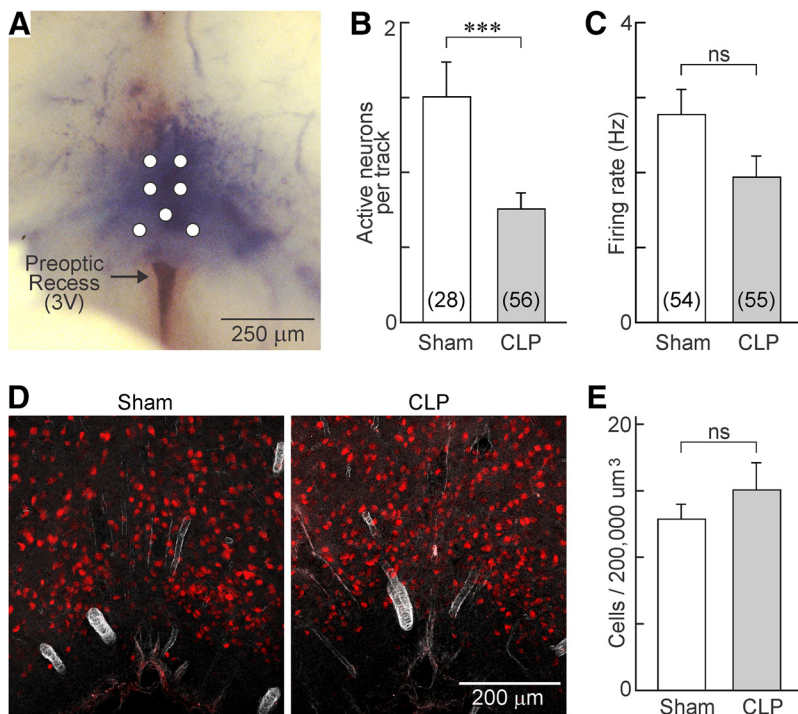 A
Preoptic
Recess
(3V)
250 µm
B
2
0
Active neurons
per track
***
(28)
(56)
Sham
CLP
C
4
0
Firing rate (Hz)
ns
(54)
(55)
Sham
CLP
D
Sham
CLP
200 µm
E
20
0
Cells / 200,000 um³
ns
Sham
CLP